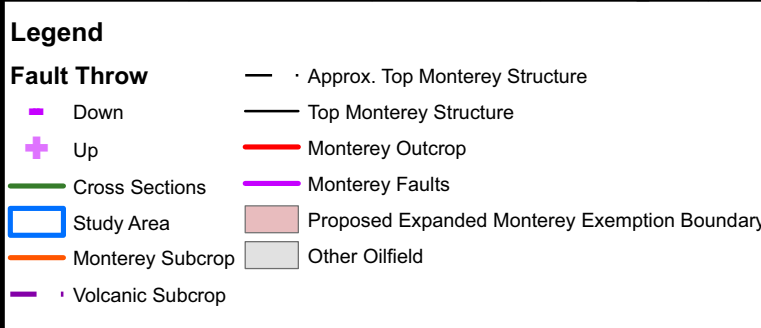 Legend
Fault Throw
Down
Up
Cross Sections
Study Area
Monterey Subcrop
Volcanic Subcrop
Approx. Top Monterey Structure
Top Monterey Structure
Monterey Outcrop
Monterey Faults
Proposed Expanded Monterey Exemption Boundary
Other Oilfield